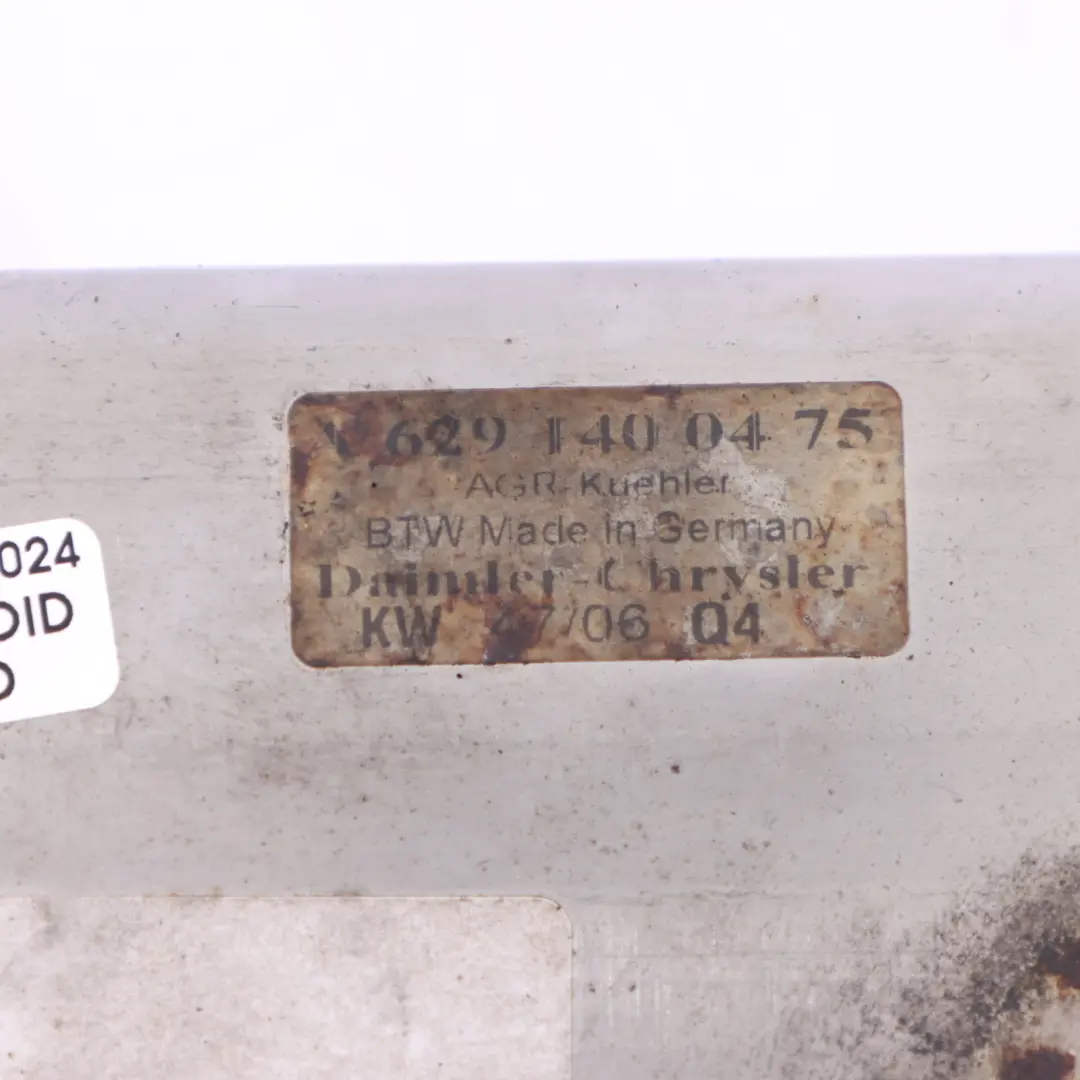 A 629 140 04 75
AGR-Kuehler
BTW Made in Germany
Daimler-Chrysler
KW 47/06 Q4
024
OID